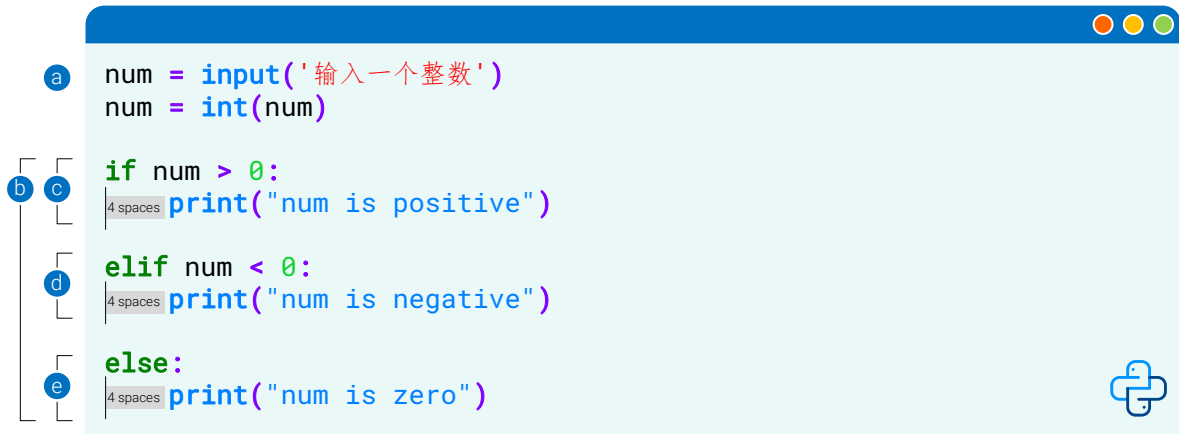 a
num = input('输入一个整数')
num = int(num)
b
c
if num > 0:
4 spaces print("num is positive")
d
elif num < 0:
4 spaces print("num is negative")
e
else:
4 spaces print("num is zero")